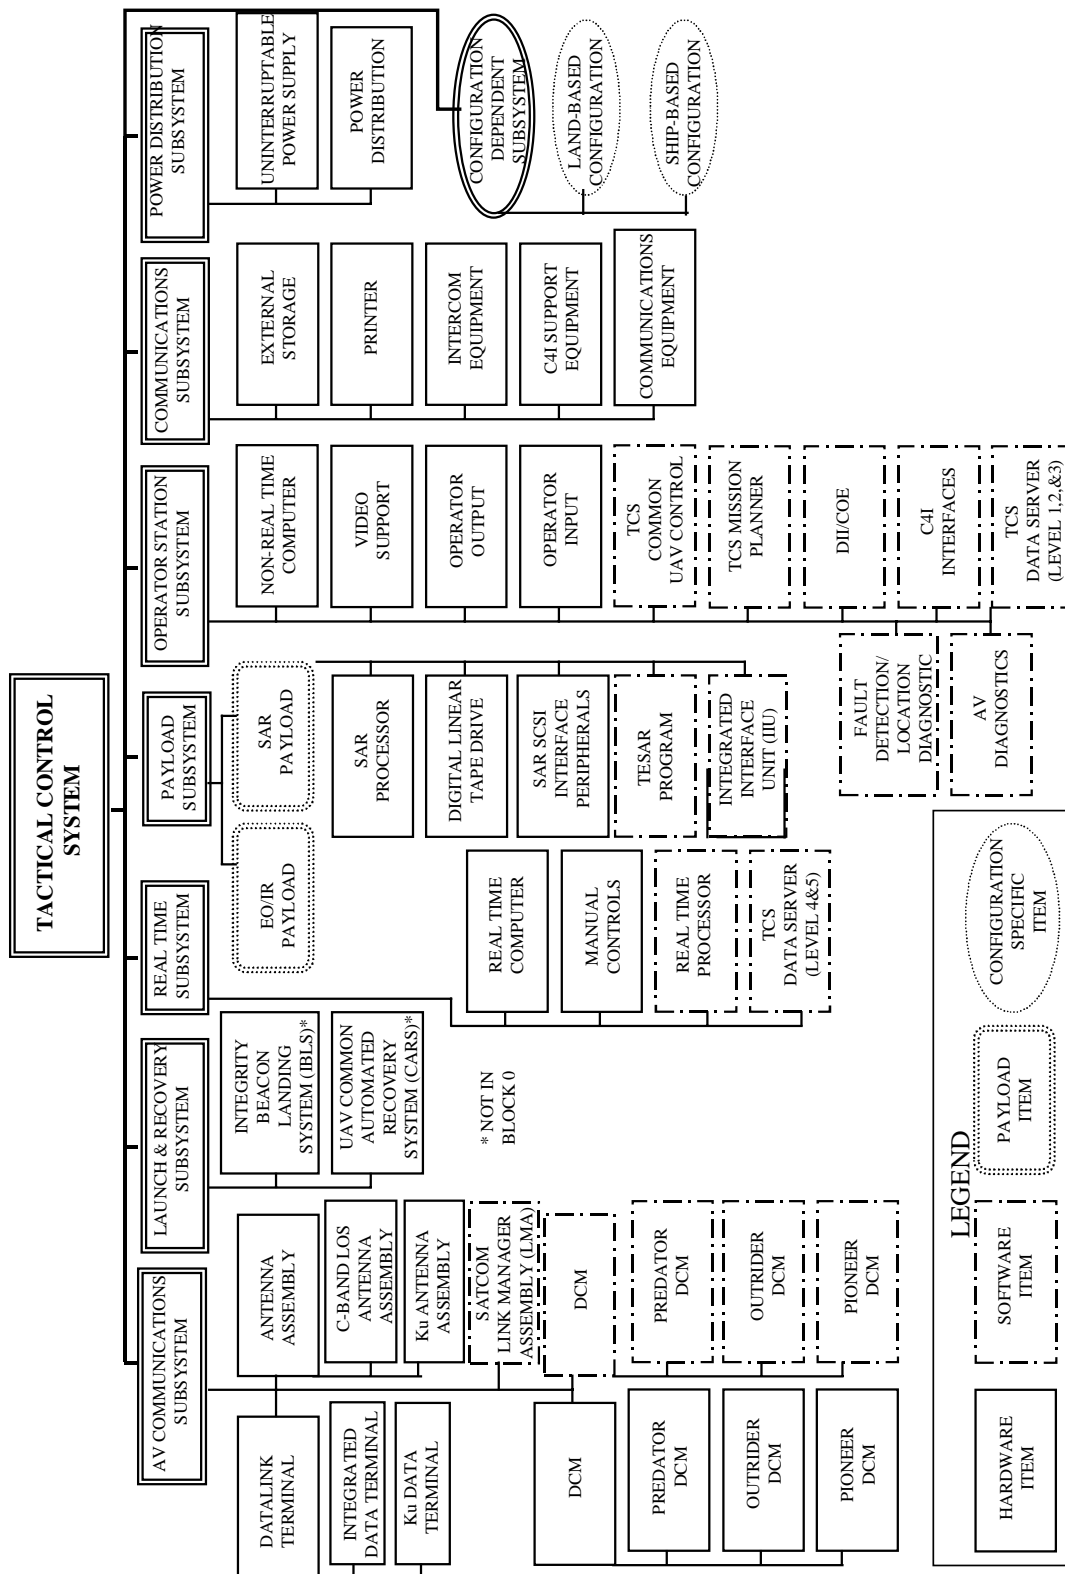 TACTICAL CONTROL
SYSTEM
AV COMMUNICATIONS
SUBSYSTEM
DATALINK
TERMINAL
INTEGRATED
DATA TERMINAL
Ku DATA
TERMINAL
ANTENNA
ASSEMBLY
C-BAND LOS
ANTENNA
ASSEMBLY
Ku ANTENNA
ASSEMBLY
SATCOM
LINK MANAGER
ASSEMBLY (LMA)
DCM
PREDATOR
DCM
OUTRIDER
DCM
PIONEER
DCM
DCM
PREDATOR
DCM
OUTRIDER
DCM
PIONEER
DCM
LAUNCH & RECOVERY
SUBSYSTEM
INTEGRITY
BEACON
LANDING
SYSTEM (IBLS)*
UAV COMMON
AUTOMATED
RECOVERY
SYSTEM (CARS)*
* NOT IN
BLOCK 0
REAL TIME
SUBSYSTEM
REAL TIME
COMPUTER
MANUAL
CONTROLS
REAL TIME
PROCESSOR
TCS
DATA SERVER
(LEVEL 4&5)
PAYLOAD
SUBSYSTEM
EO/IR
PAYLOAD
SAR
PAYLOAD
SAR
PROCESSOR
DIGITAL LINEAR
TAPE DRIVE
SAR SCSI
INTERFACE
PERIPHERALS
TESAR
PROGRAM
INTEGRATED
INTERFACE
UNIT (IIU)
OPERATOR STATION
SUBSYSTEM
NON-REAL TIME
COMPUTER
VIDEO
SUPPORT
OPERATOR
OUTPUT
OPERATOR
INPUT
TCS
COMMON
UAV CONTROL
TCS MISSION
PLANNER
DII/COE
C4I
INTERFACES
TCS
DATA SERVER
(LEVEL 1,2,&3)
FAULT
DETECTION/
LOCATION
DIAGNOSTIC
AV
DIAGNOSTICS
COMMUNICATIONS
SUBSYSTEM
EXTERNAL
STORAGE
PRINTER
INTERCOM
EQUIPMENT
C4I SUPPORT
EQUIPMENT
COMMUNICATIONS
EQUIPMENT
POWER DISTRIBUTION
SUBSYSTEM
UNINTERRUPTABLE
POWER SUPPLY
POWER
DISTRIBUTION
CONFIGURATION
DEPENDENT
SUBSYSTEM
LAND-BASED
CONFIGURATION
SHIP-BASED
CONFIGURATION
LEGEND
HARDWARE
ITEM
SOFTWARE
ITEM
PAYLOAD
ITEM
CONFIGURATION
SPECIFIC
ITEM